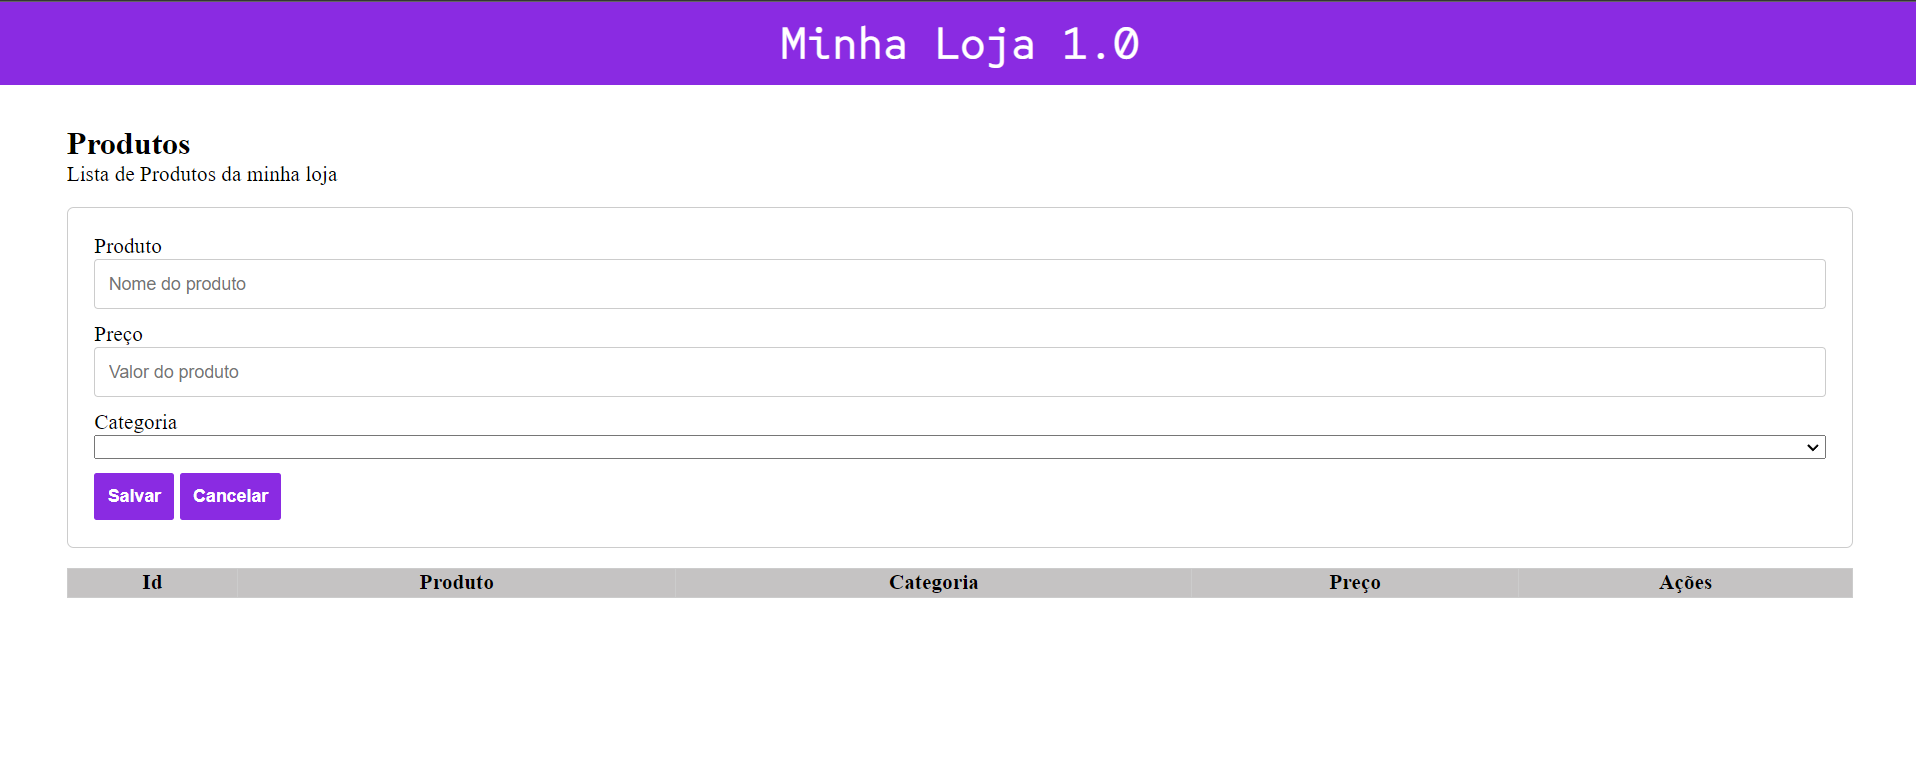 Minha Loja 1.0
Produtos
Lista de Produtos da minha loja
Produto
Nome do produto
Preço
Valor do produto
Categoria
Salvar Cancelar
Id Produto Categoria Preço Ações